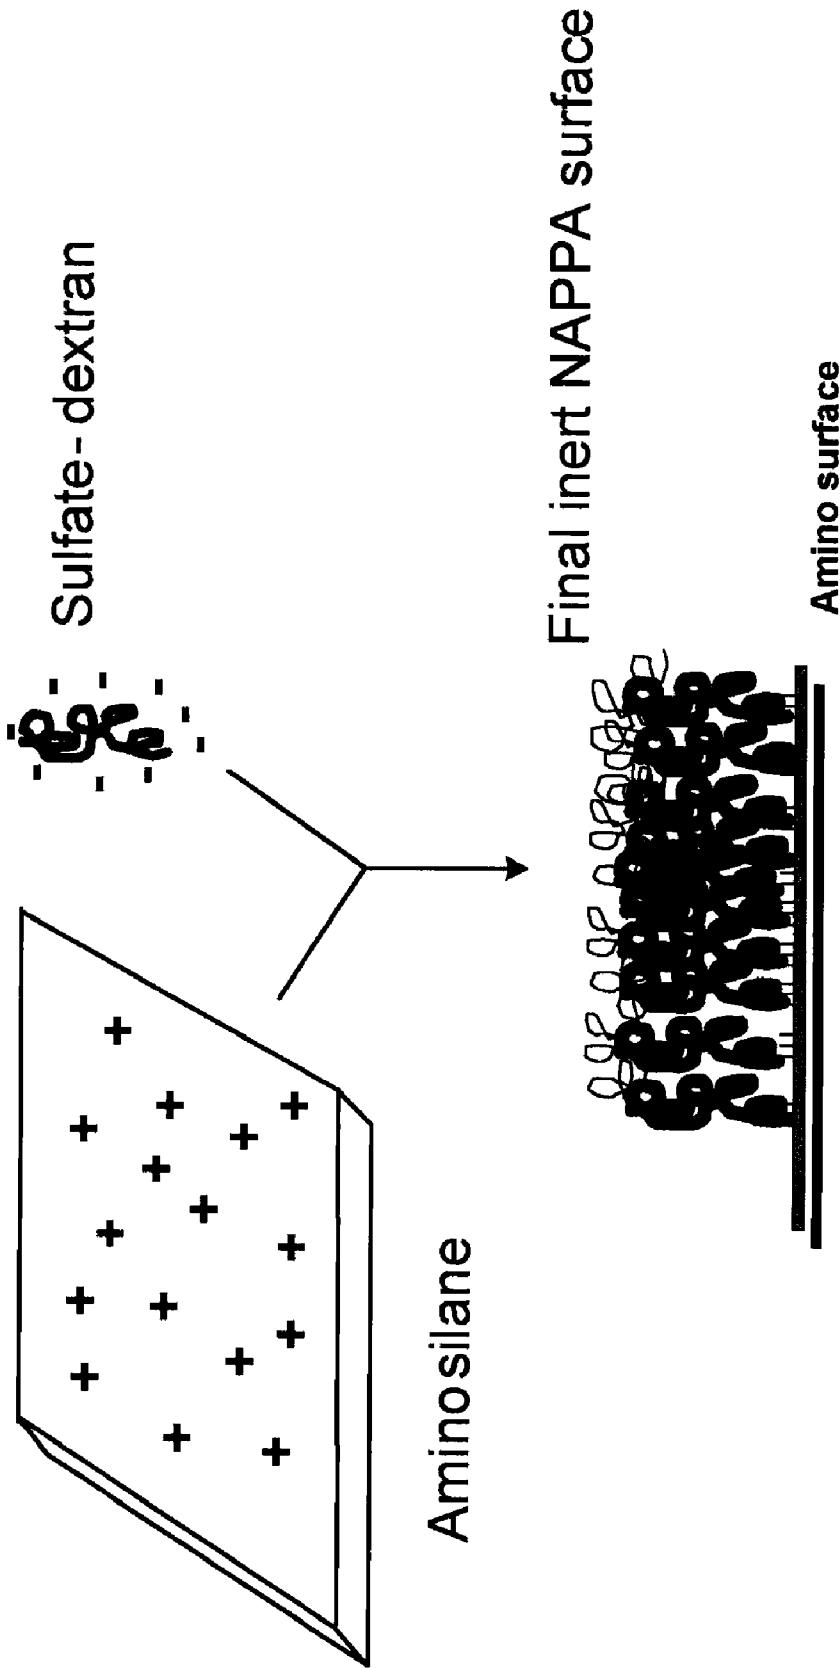 Sulfate-dextran
Aminosilane
Final inert NAPPA surface
Amino surface